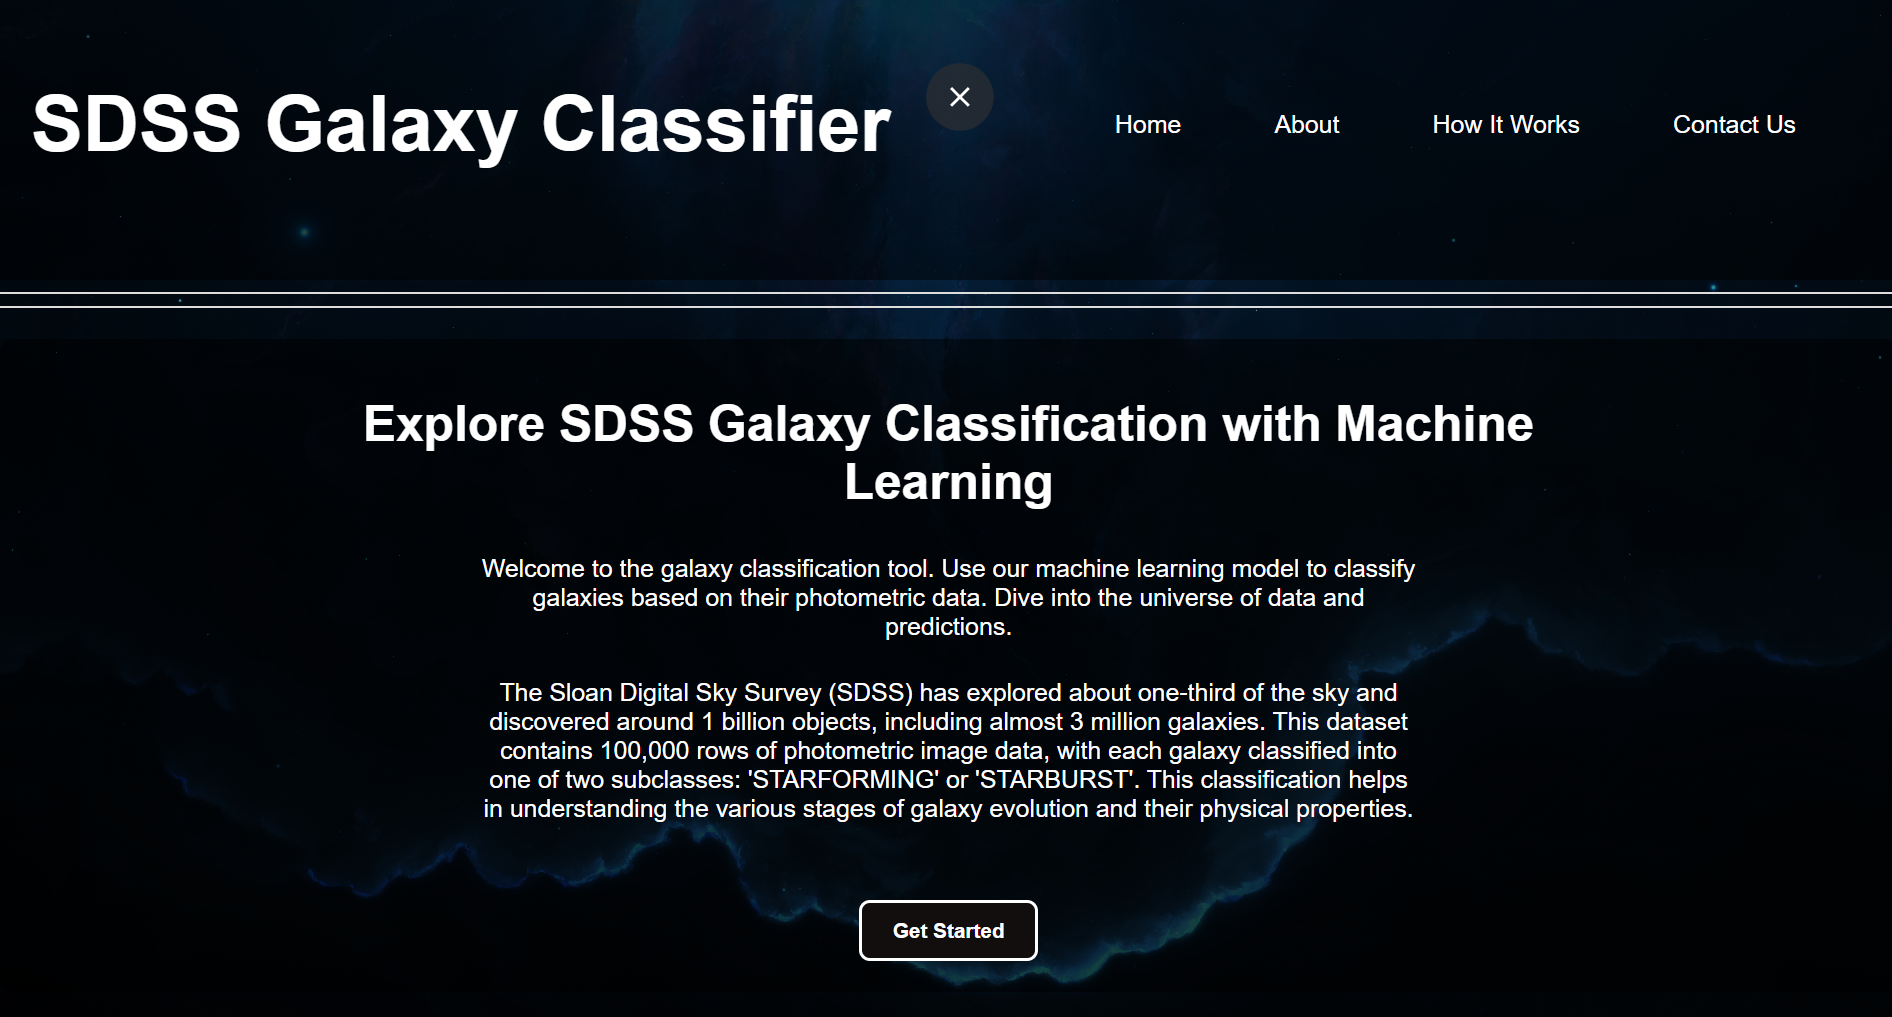 SDSS Galaxy Classifier
Home
About
How It Works
Contact Us
Explore SDSS Galaxy Classification with Machine
Learning
Welcome to the galaxy classification tool. Use our machine learning model to classify
galaxies based on their photometric data. Dive into the universe of data and
predictions.
The Sloan Digital Sky Survey (SDSS) has explored about one-third of the sky and
discovered around 1 billion objects, including almost 3 million galaxies. This dataset
contains 100,000 rows of photometric image data, with each galaxy classified into
one of two subclasses: 'STARFORMING' or 'STARBURST'. This classification helps
in understanding the various stages of galaxy evolution and their physical properties.
Get Started